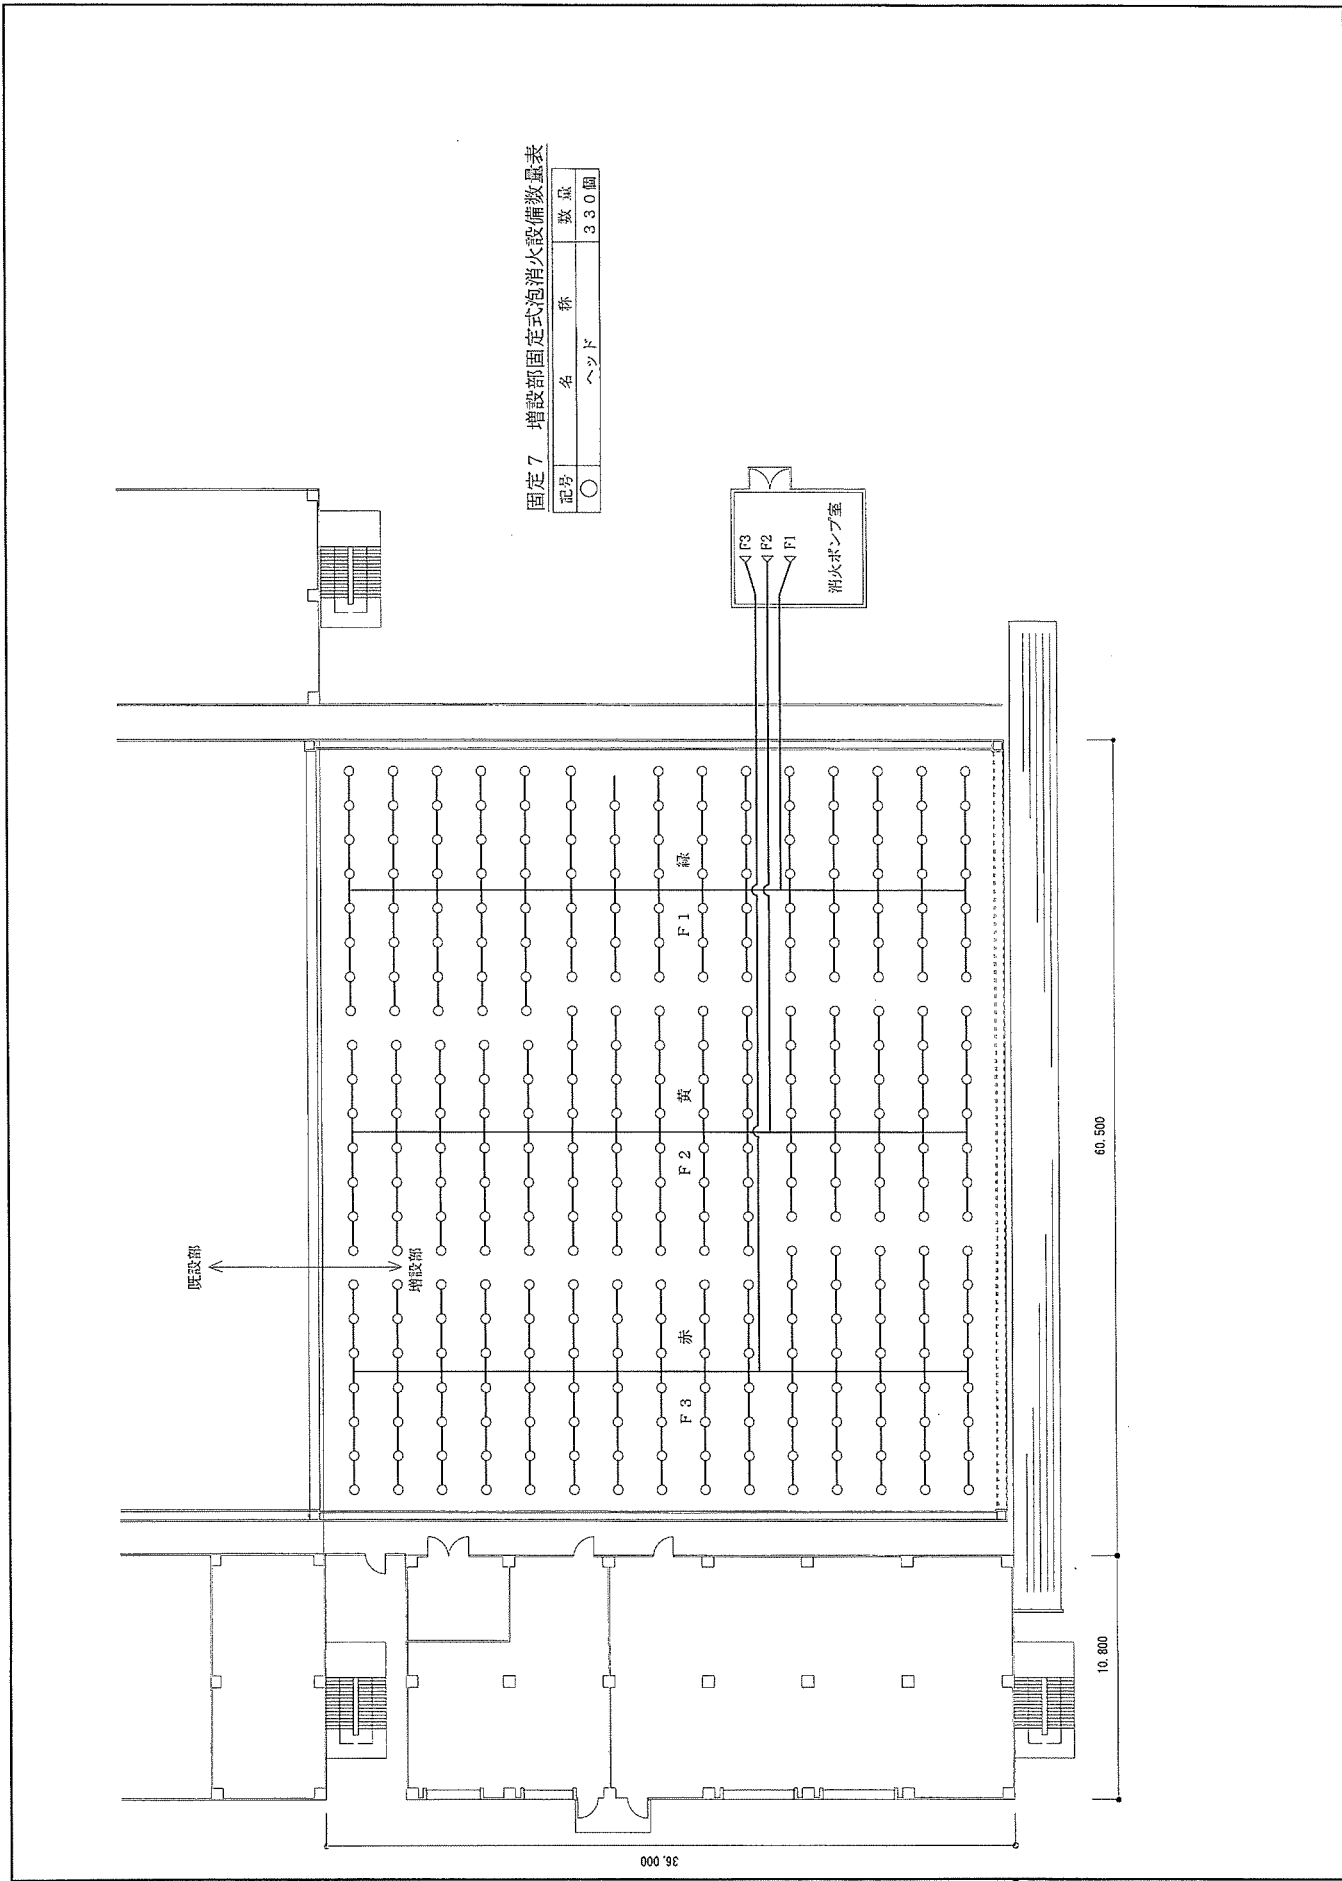 固定7　増設部固定式泡消火設備数量表
記号　名　称　数量
○　ヘッド　330個
F3
F2
F1
消火ポンプ室
緑
F1
黄
F2
赤
F3
既設部
増設部
60.500
10.800
36.000